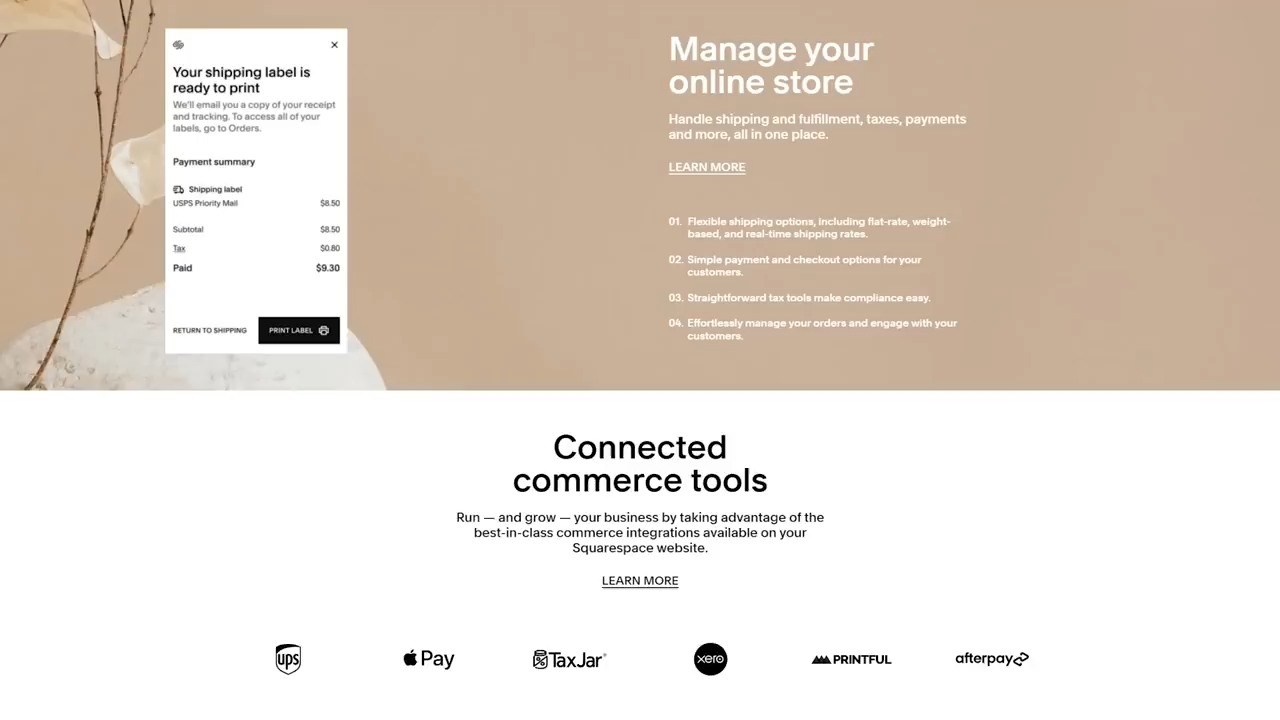 Your shipping label is
ready to print
We'll email you a copy of your receipt
and tracking. To access all of your
labels, go to Orders.
Payment summary
Shipping label
USPS Priority Mail $8.50
Subtotal $8.50
Tax $0.80
Paid $9.30
RETURN TO SHIPPING PRINT LABEL
Manage your
online store
Handle shipping and fulfillment, taxes, payments
and more, all in one place.
LEARN MORE
01. Flexible shipping options, including flat-rate, weight-
based, and real-time shipping rates.
02. Simple payment and checkout options for your
customers.
03. Straightforward tax tools make compliance easy.
04. Effortlessly manage your orders and engage with your
customers.
Connected
commerce tools
Run — and grow — your business by taking advantage of the
best-in-class commerce integrations available on your
Squarespace website.
LEARN MORE
ups Pay TaxJar® xero PRINTFUL afterpay